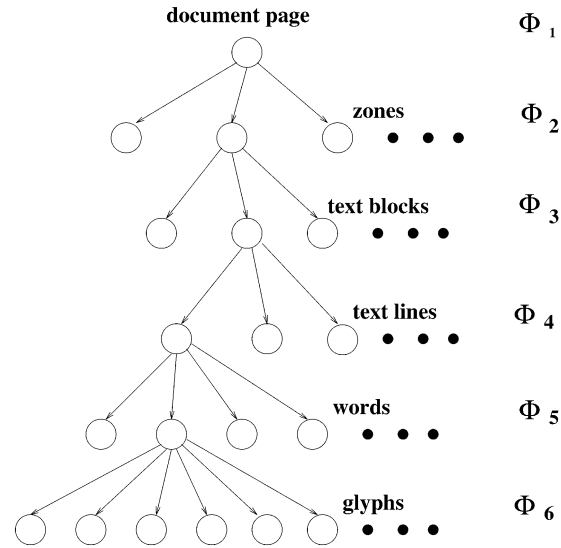 document page Φ 1
zones Φ 2
text blocks Φ 3
text lines Φ 4
words Φ 5
glyphs Φ 6